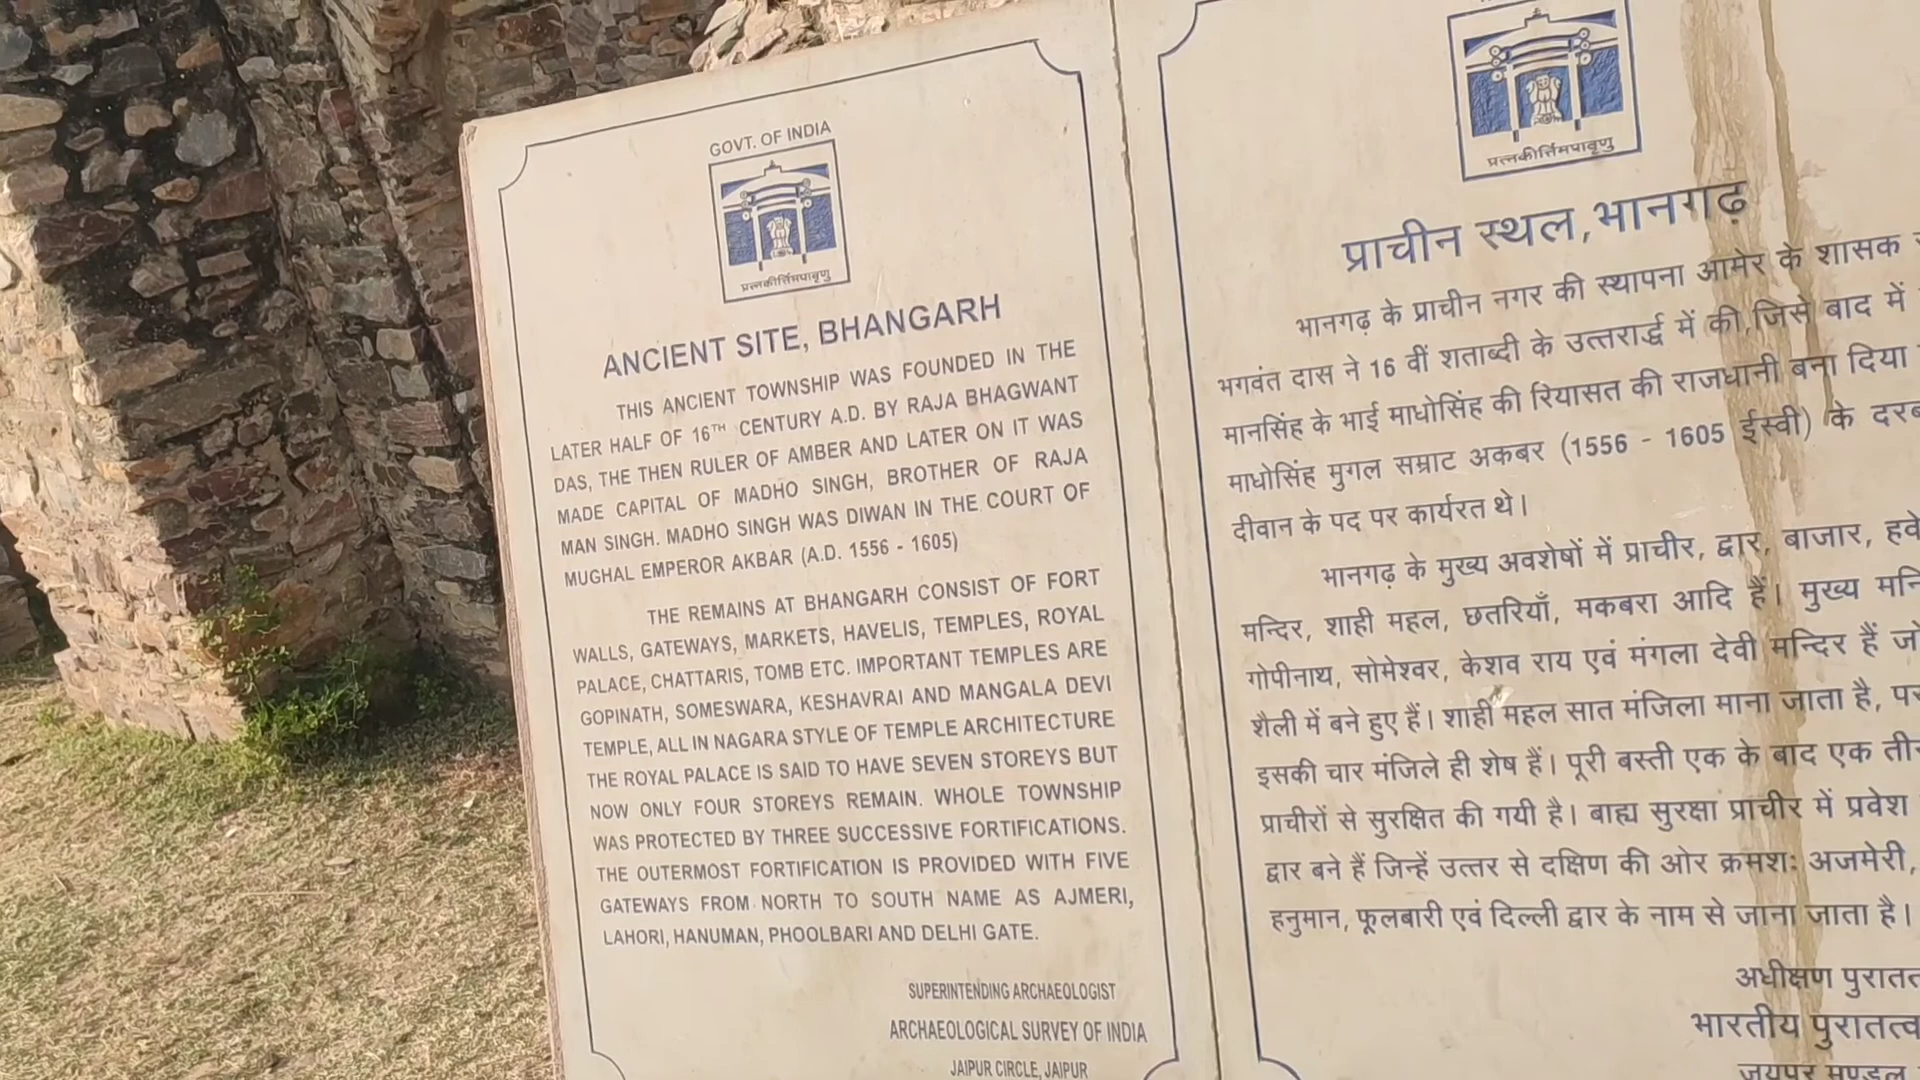 GOVT. OF INDIA
प्रत्नकीर्त्तिमपावृणु
ANCIENT SITE, BHANGARH
THIS ANCIENT TOWNSHIP WAS FOUNDED IN THE
LATER HALF OF 16TH CENTURY A.D. BY RAJA BHAGWANT
DAS, THE THEN RULER OF AMBER AND LATER ON IT WAS
MADE CAPITAL OF MADHO SINGH, BROTHER OF RAJA
MAN SINGH. MADHO SINGH WAS DIWAN IN THE COURT OF
MUGHAL EMPEROR AKBAR (A.D. 1556 - 1605)
THE REMAINS AT BHANGARH CONSIST OF FORT
WALLS, GATEWAYS, MARKETS, HAVELIS, TEMPLES, ROYAL
PALACE, CHATTARIS, TOMB ETC. IMPORTANT TEMPLES ARE
GOPINATH, SOMESWARA, KESHAVRAI AND MANGALA DEVI
TEMPLE, ALL IN NAGARA STYLE OF TEMPLE ARCHITECTURE
THE ROYAL PALACE IS SAID TO HAVE SEVEN STOREYS BUT
NOW ONLY FOUR STOREYS REMAIN. WHOLE TOWNSHIP
WAS PROTECTED BY THREE SUCCESSIVE FORTIFICATIONS.
THE OUTERMOST FORTIFICATION IS PROVIDED WITH FIVE
GATEWAYS FROM NORTH TO SOUTH NAME AS AJMERI,
LAHORI, HANUMAN, PHOOLBARI AND DELHI GATE.
SUPERINTENDING ARCHAEOLOGIST
ARCHAEOLOGICAL SURVEY OF INDIA
JAIPUR CIRCLE, JAIPUR
प्रत्नकीर्त्तिमपावृणु
प्राचीन स्थल, भानगढ़
भानगढ़ के प्राचीन नगर की स्थापना आमेर के शासक
भगवंत दास ने 16 वीं शताब्दी के उत्तरार्द्ध में की,जिसे बाद में
मानसिंह के भाई माधोसिंह की रियासत की राजधानी बना दिया
माधोसिंह मुगल सम्राट अकबर (1556 - 1605 ईस्वी) के
दीवान के पद पर कार्यरत थे।
भानगढ़ के मुख्य अवशेषों में प्राचीर, द्वार, बाजार,
मन्दिर, शाही महल, छतरियाँ, मकबरा आदि हैं। मुख्य
गोपीनाथ, सोमेश्वर, केशव राय एवं मंगला देवी मन्दिर हैं जो
शैली में बने हुए हैं। शाही महल सात मंजिला माना जाता है,
इसकी चार मंजिले ही शेष हैं। पूरी बस्ती एक के बाद एक
प्राचीरों से सुरक्षित की गयी है। बाह्य सुरक्षा प्राचीर में प्रवेश
द्वार बने हैं जिन्हें उत्तर से दक्षिण की ओर क्रमश: अजमेरी,
हनुमान, फूलबारी एवं दिल्ली द्वार के नाम से जाना जाता है।
अधीक्षण
भारतीय पुरातत्व
जयपुर मण्डल